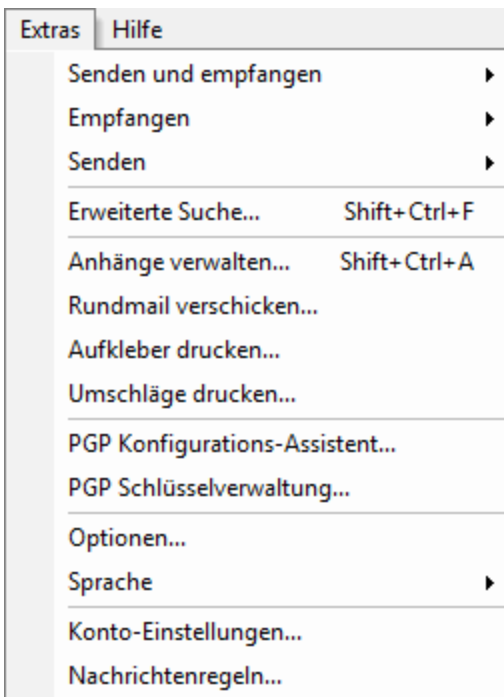 Extras Hilfe
Senden und empfangen
Empfangen
Senden
Erweiterte Suche... Shift+Ctrl+F
Anhänge verwalten... Shift+Ctrl+A
Rundmail verschicken...
Aufkleber drucken...
Umschläge drucken...
PGP Konfigurations-Assistent...
PGP Schlüsselverwaltung...
Optionen...
Sprache
Konto-Einstellungen...
Nachrichtenregeln...